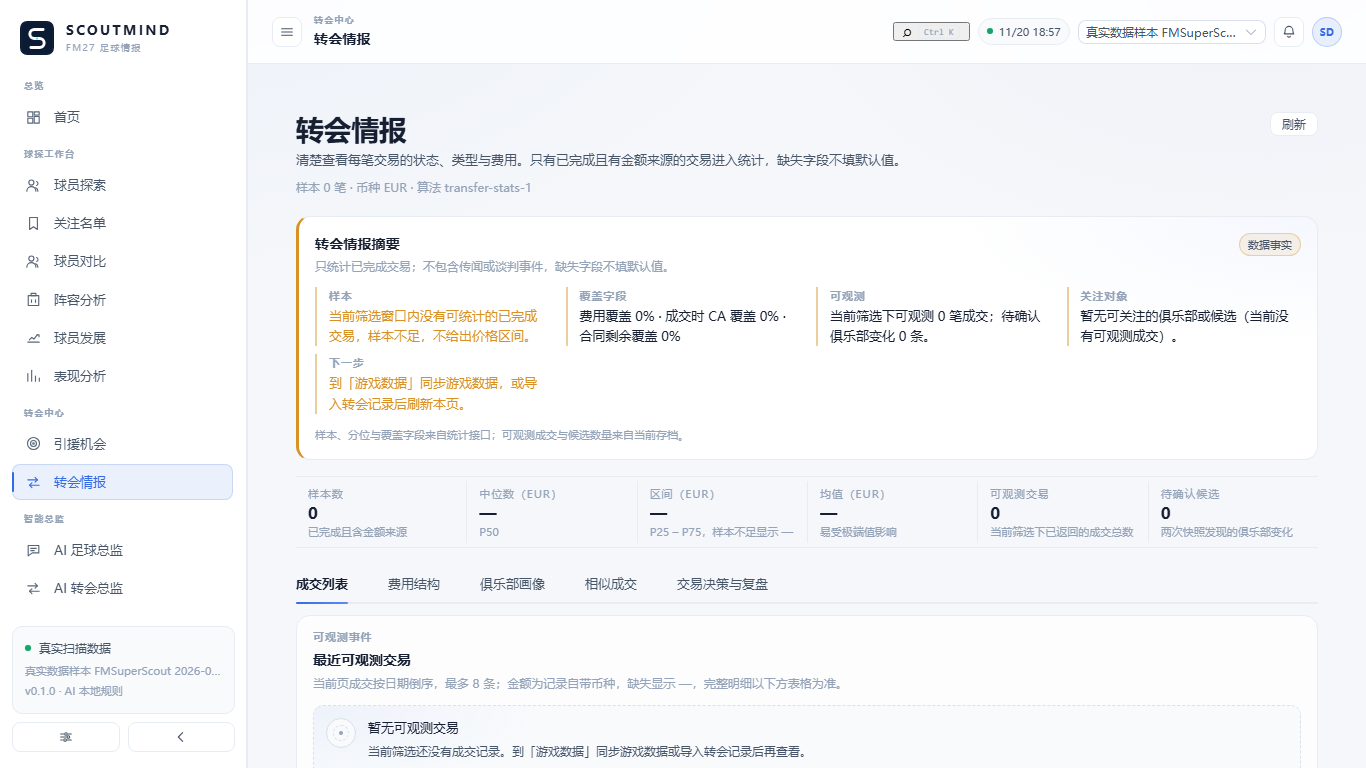 SCOUTMIND
FM27 足球情报
总览
首页
球探工作台
球员探索
关注名单
球员对比
阵容分析
球员发展
表现分析
转会中心
引援机会
转会情报
智能总监
AI 足球总监
AI 转会总监
真实扫描数据
真实数据样本 FMSuperScout 2026-0...
v0.1.0 · AI 本地规则
转会中心
转会情报
Ctrl K
11/20 18:57
真实数据样本 FMSuperSc...
SD
转会情报
刷新
清楚查看每笔交易的状态、类型与费用。只有已完成且有金额来源的交易进入统计，缺失字段不填默认值。
样本 0 笔 · 币种 EUR · 算法 transfer-stats-1
转会情报摘要
数据事实
只统计已完成交易；不包含传闻或谈判事件，缺失字段不填默认值。
样本
当前筛选窗口内没有可统计的已完成
交易，样本不足，不给出价格区间。
覆盖字段
费用覆盖 0% · 成交时 CA 覆盖 0% ·
合同剩余覆盖 0%
可观测
当前筛选下可观测 0 笔成交；待确认
俱乐部变化 0 条。
关注对象
暂无可关注的俱乐部或候选（当前没
有可观测成交）。
下一步
到「游戏数据」同步游戏数据，或导
入转会记录后刷新本页。
样本、分位与覆盖字段来自统计接口；可观测成交与候选数量来自当前存档。
样本数
0
已完成且含金额来源
中位数（EUR）
—
P50
区间（EUR）
—
P25 – P75，样本不足显示 —
均值（EUR）
—
易受极端值影响
可观测交易
0
当前筛选下已返回的成交总数
待确认候选
0
两次快照发现的俱乐部变化
成交列表
费用结构
俱乐部画像
相似成交
交易决策与复盘
可观测事件
最近可观测交易
当前页成交按日期倒序，最多 8 条；金额为记录自带币种，缺失显示 —，完整明细以下方表格为准。
暂无可观测交易
当前筛选还没有成交记录。到「游戏数据」同步游戏数据或导入转会记录后再查看。